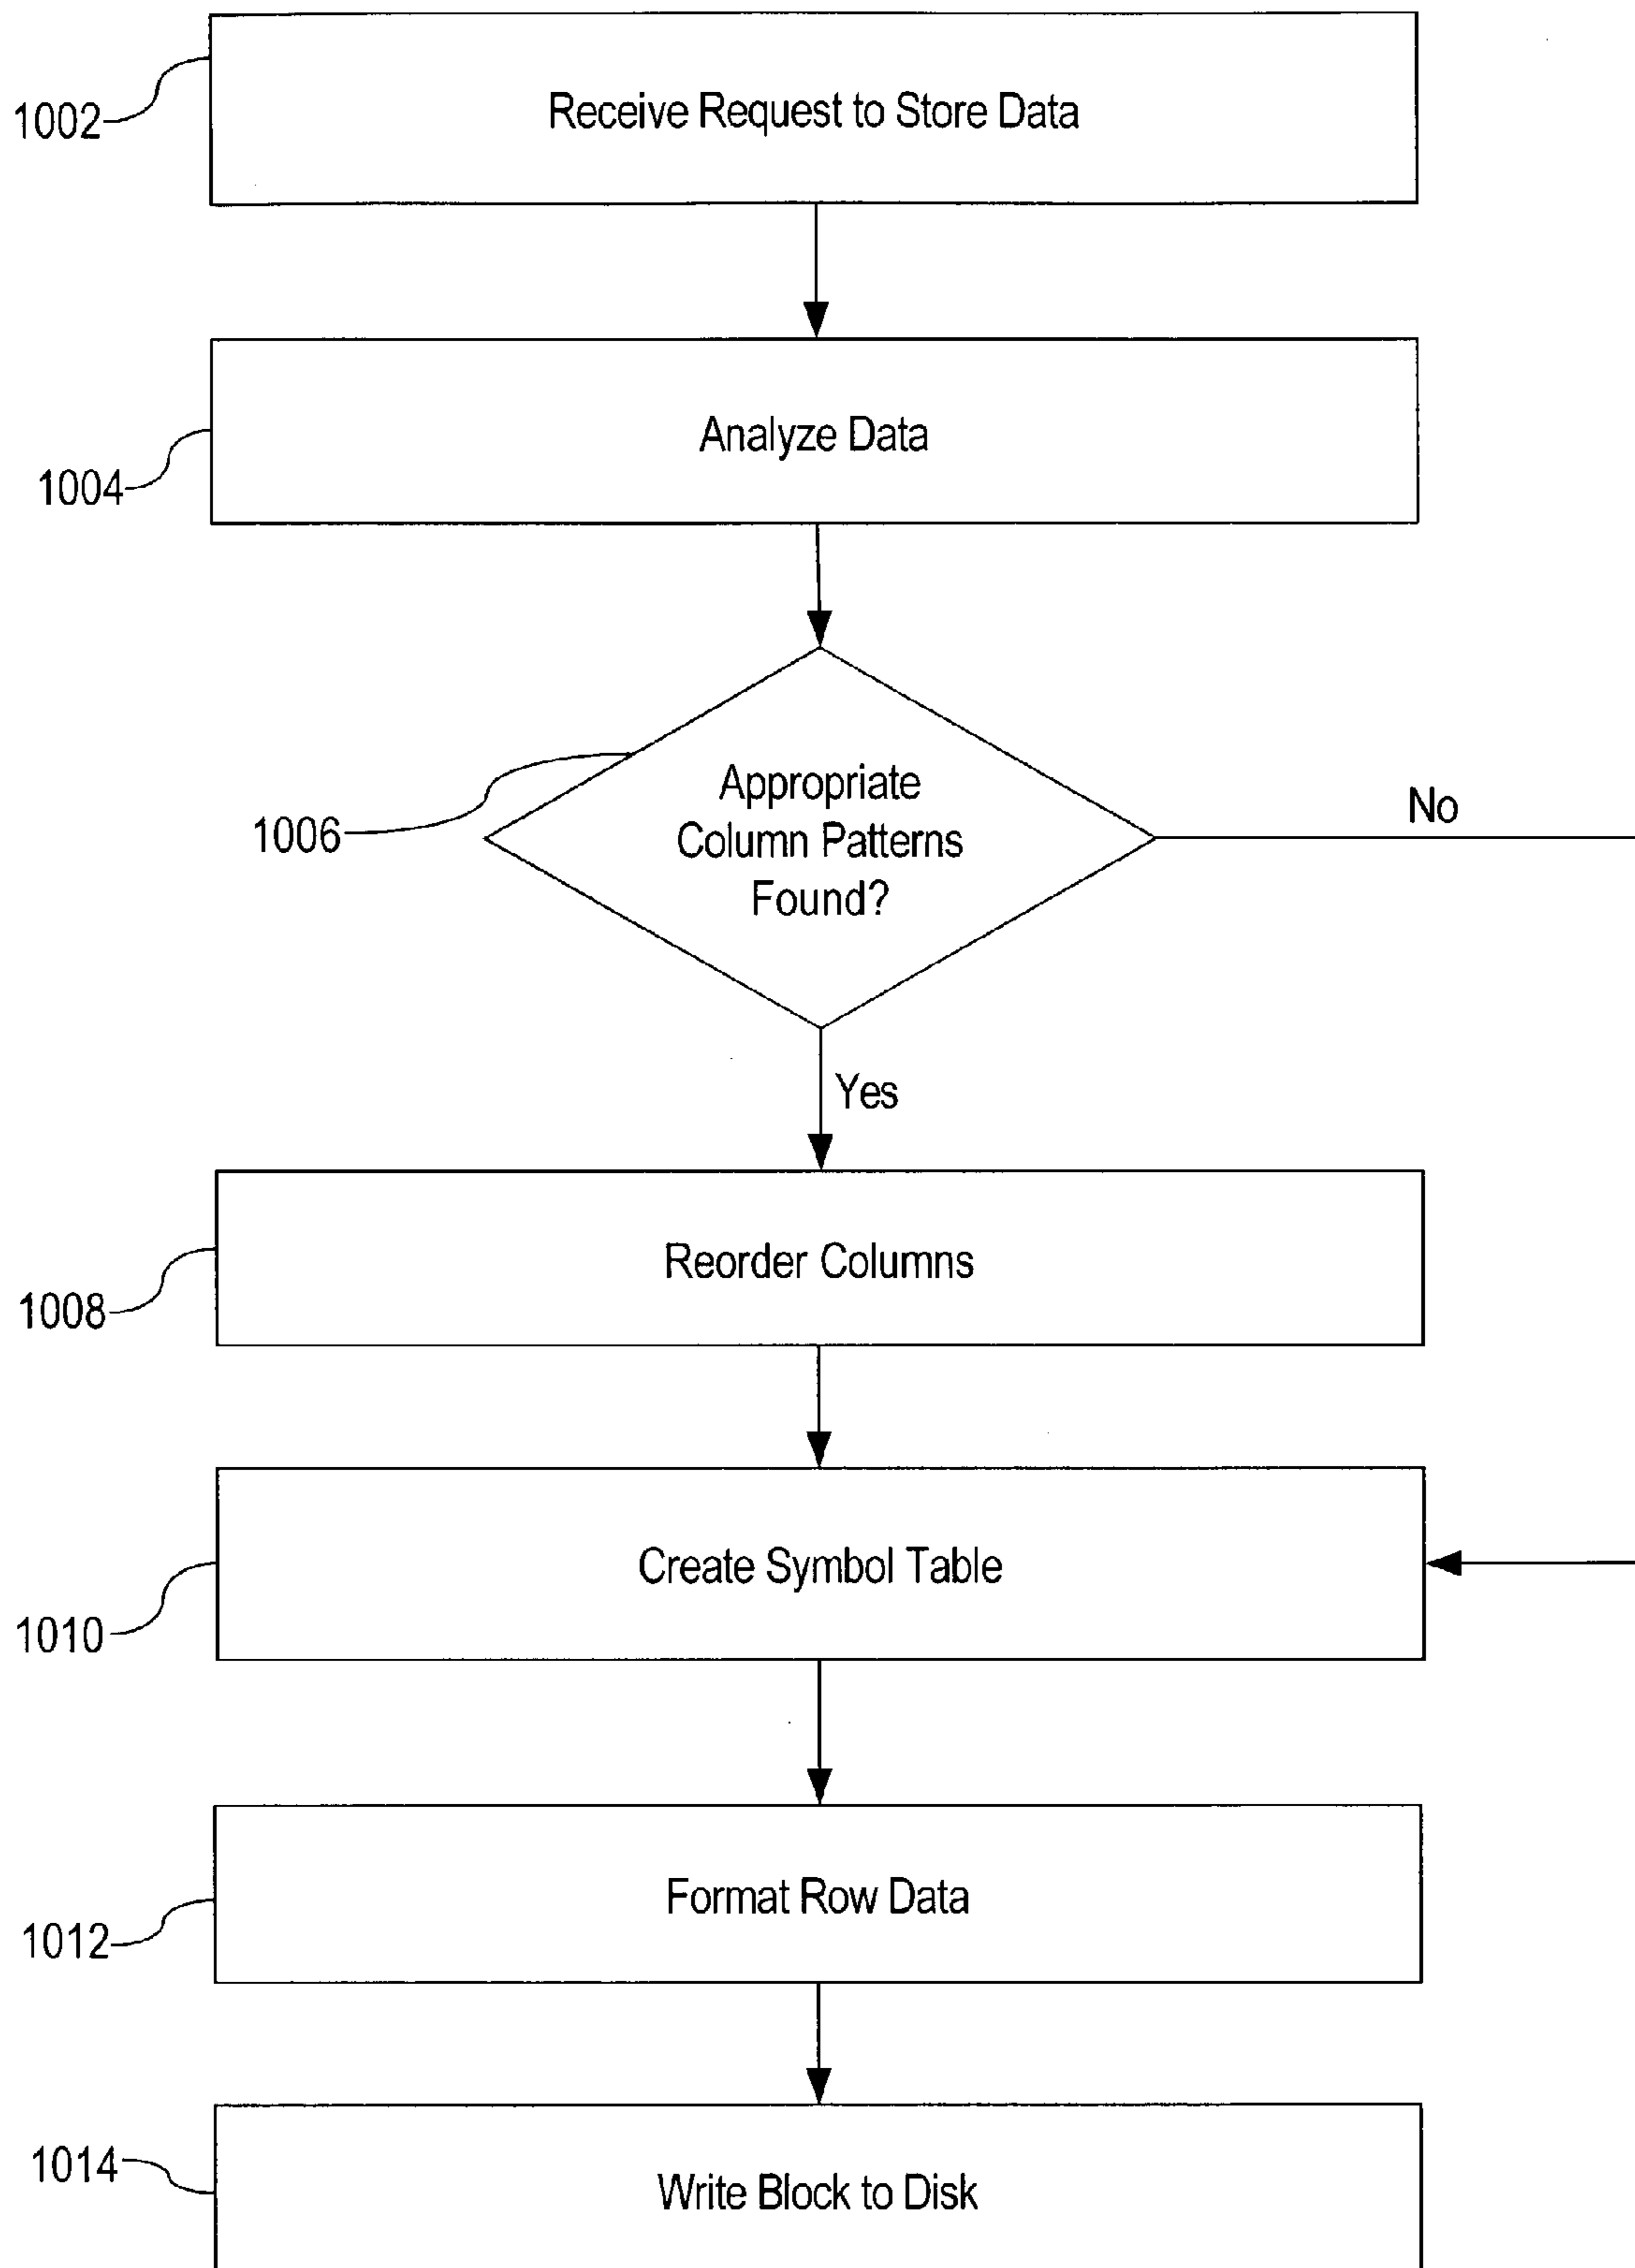 1002
Receive Request to Store Data
1004
Analyze Data
1006
Appropriate
Column Patterns
Found?
No
Yes
1008
Reorder Columns
1010
Create Symbol Table
1012
Format Row Data
1014
Write Block to Disk